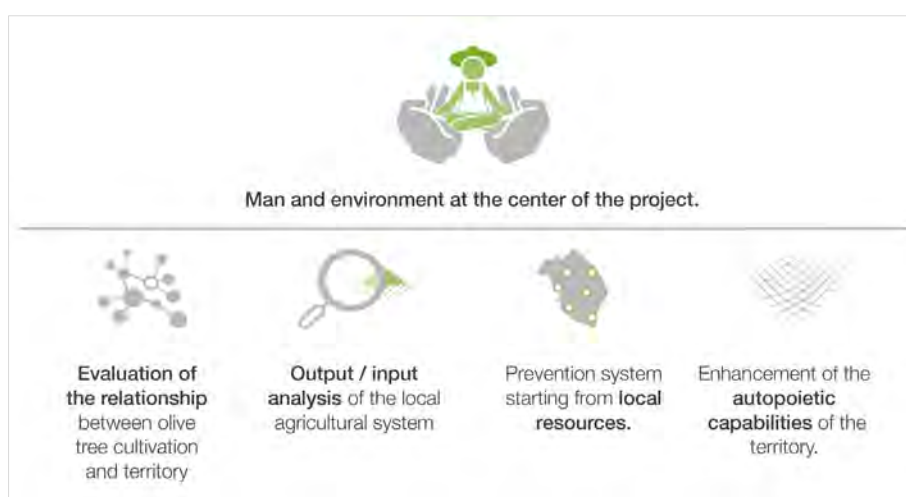 Man and environment at the center of the project.
Evaluation of
the relationship
between olive
tree cultivation
and territory
Output / input
analysis of the local
agricultural system
Prevention system
starting from local
resources.
Enhancement of the
autopoietic
capabilities of the
territory.